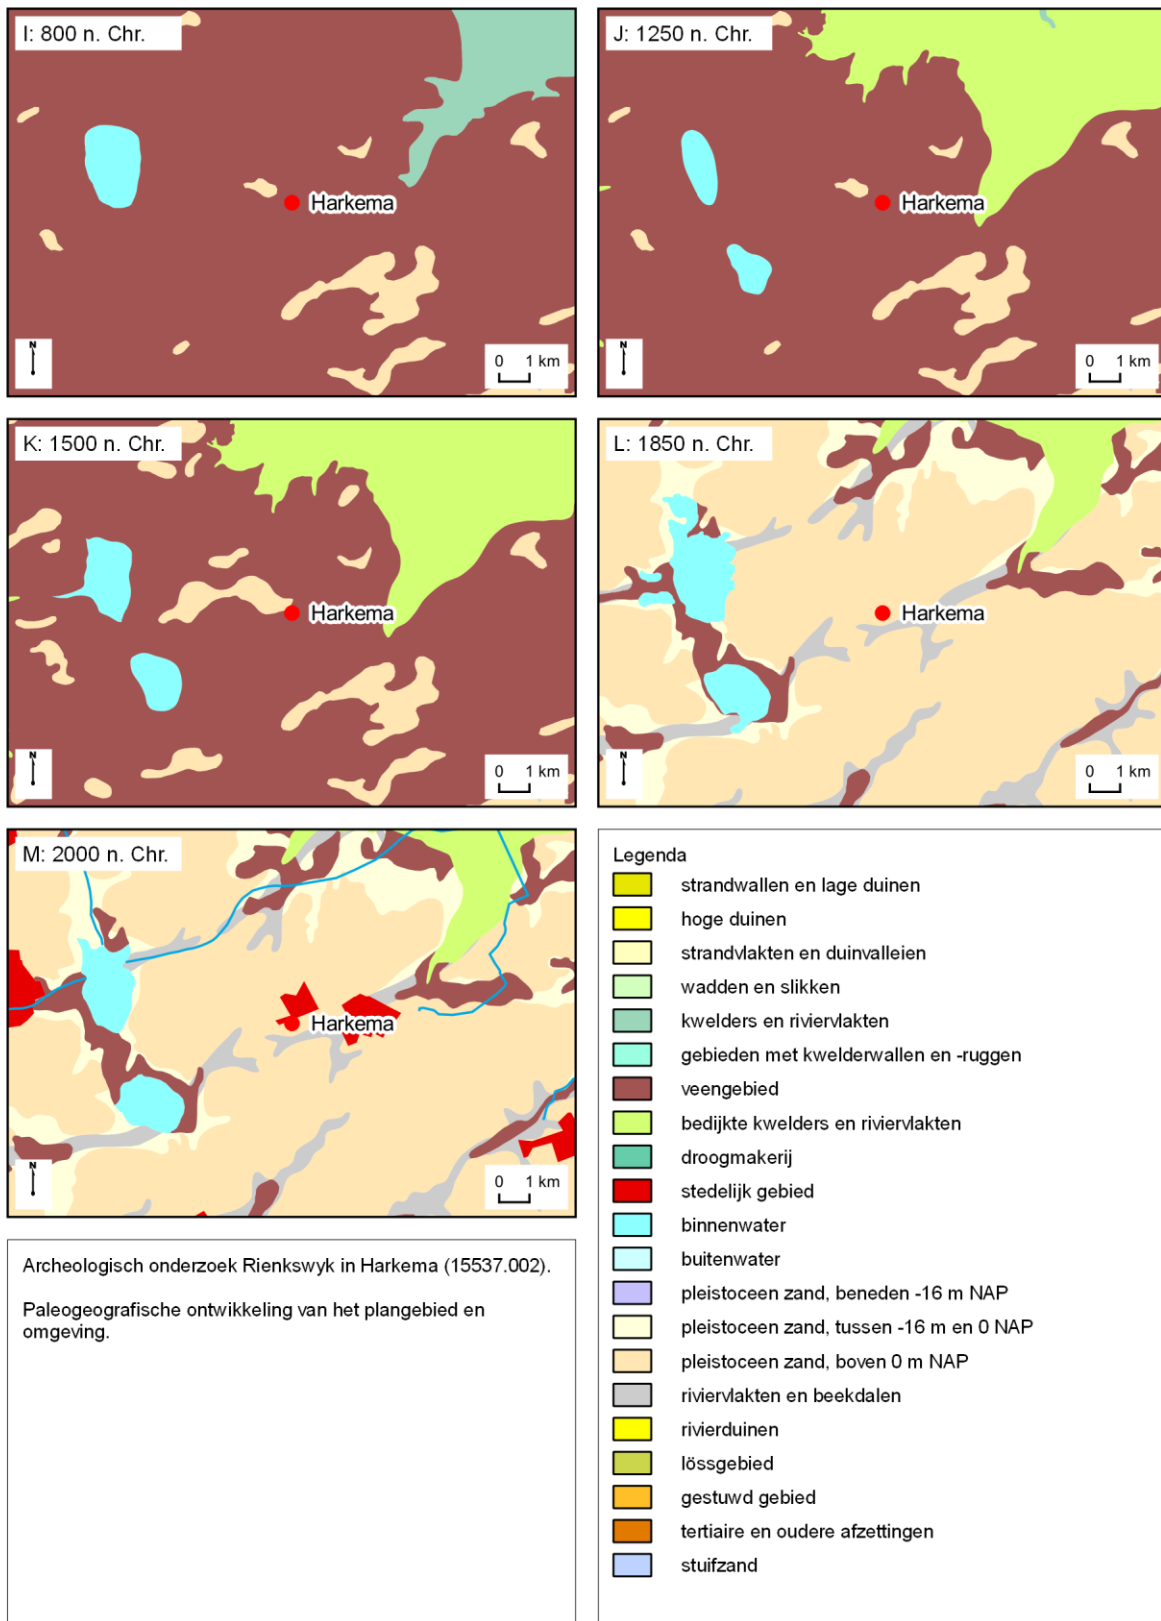 I: 800 n. Chr.
Harkema
N
0 1 km
J: 1250 n. Chr.
Harkema
N
0 1 km
K: 1500 n. Chr.
Harkema
N
0 1 km
L: 1850 n. Chr.
Harkema
N
0 1 km
M: 2000 n. Chr.
Harkema
N
0 1 km
Legenda
strandwallen en lage duinen
hoge duinen
strandvlakten en duinvalleien
wadden en slikken
kwelders en riviervlakten
gebieden met kwelderwallen en -ruggen
veengebied
bedijkte kwelders en riviervlakten
droogmakerij
stedelijk gebied
binnenwater
buitenwater
pleistoceen zand, beneden -16 m NAP
pleistoceen zand, tussen -16 m en 0 NAP
pleistoceen zand, boven 0 m NAP
riviervlakten en beekdalen
rivierduinen
lössgebied
gestuwd gebied
tertiaire en oudere afzettingen
stuifzand
Archeologisch onderzoek Rienkswyk in Harkema (15537.002).
Paleogeografische ontwikkeling van het plangebied en
omgeving.